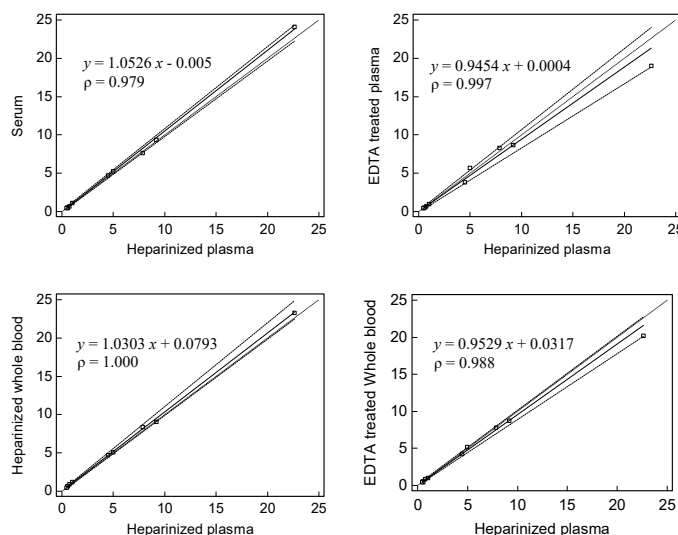 25
20
15
10
5
0
Serum
y = 1.0526 x - 0.005
ρ = 0.979
0 5 10 15 20 25
Heparinized plasma
25
20
15
10
5
0
EDTA treated plasma
y = 0.9454 x + 0.0004
ρ = 0.997
0 5 10 15 20 25
Heparinized plasma
25
20
15
10
5
0
Heparinized whole blood
y = 1.0303 x + 0.0793
ρ = 1.000
0 5 10 15 20 25
Heparinized plasma
25
20
15
10
5
0
EDTA treated Whole blood
y = 0.9529 x + 0.0317
ρ = 0.988
0 5 10 15 20 25
Heparinized plasma